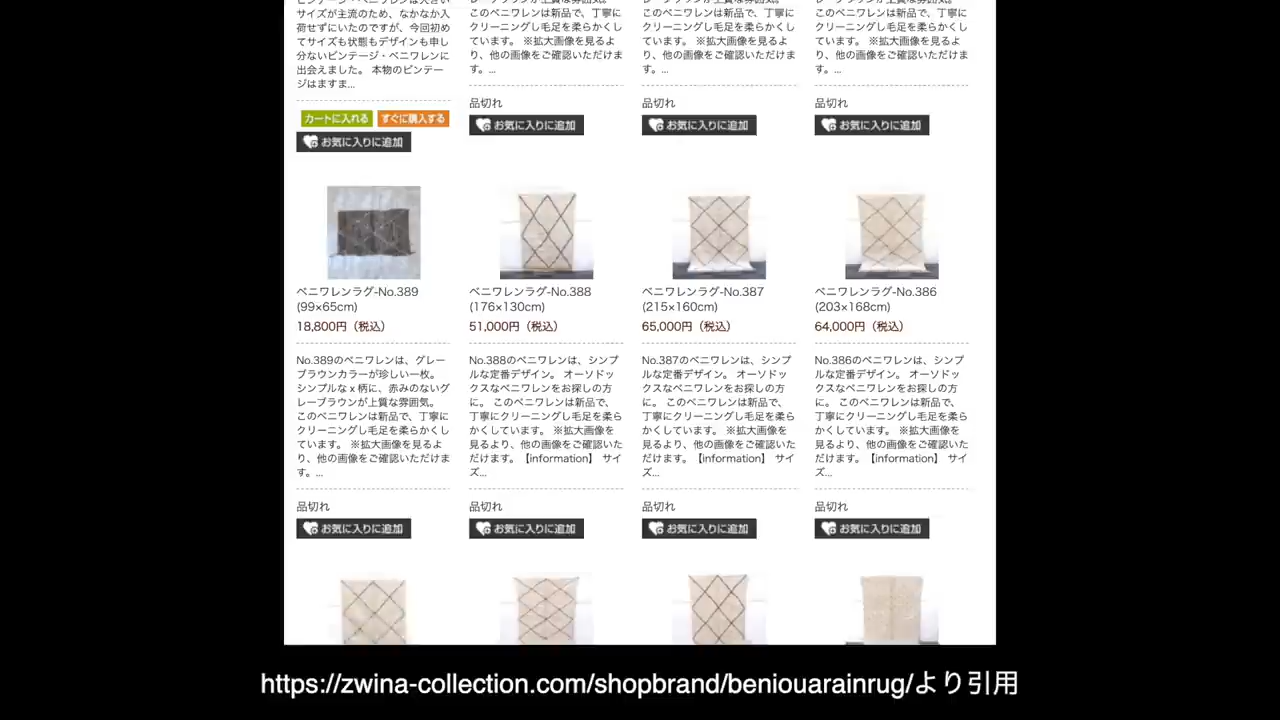 ビンテージ・ベニワレンは大きい
サイズが主流のため、なかなか入
荷せずにいたのですが、今回初め
てサイズも状態もデザインも申し
分ないビンテージ・ベニワレンに
出会えました。 本物のビンテー
ジはますま...
カートに入れる すぐに購入する
お気に入りに追加
このベニワレンは新品で、丁寧に
クリーニングし毛足を柔らかくし
ています。 ※拡大画像を見るよ
り、他の画像をご確認いただけま
す。...
品切れ
お気に入りに追加
このベニワレンは新品で、丁寧に
クリーニングし毛足を柔らかくし
ています。 ※拡大画像を見るよ
り、他の画像をご確認いただけま
す。...
品切れ
お気に入りに追加
このベニワレンは新品で、丁寧に
クリーニングし毛足を柔らかくし
ています。 ※拡大画像を見るよ
り、他の画像をご確認いただけま
す。...
品切れ
お気に入りに追加
ベニワレンラグ-No.389
(99×65cm)
18,800円（税込）
No.389のベニワレンは、グレー
ブラウンカラーが珍しい一枚。
シンプルなｘ柄に、赤みのないグ
レーブラウンが上質な雰囲気。
このベニワレンは新品で、丁寧に
クリーニングし毛足を柔らかくし
ています。 ※拡大画像を見るよ
り、他の画像をご確認いただけま
す。...
品切れ
お気に入りに追加
ベニワレンラグ-No.388
(176×130cm)
51,000円（税込）
No.388のベニワレンは、シンプ
ルな定番デザイン。 オーソドッ
クスなベニワレンをお探しの方
に。 このベニワレンは新品で、
丁寧にクリーニングし毛足を柔ら
かくしています。 ※拡大画像を
見るより、他の画像をご確認いた
だけます。【information】 サイ
ズ...
品切れ
お気に入りに追加
ベニワレンラグ-No.387
(215×160cm)
65,000円（税込）
No.387のベニワレンは、シンプ
ルな定番デザイン。 オーソドッ
クスなベニワレンをお探しの方
に。 このベニワレンは新品で、
丁寧にクリーニングし毛足を柔ら
かくしています。 ※拡大画像を
見るより、他の画像をご確認いた
だけます。【information】 サイ
ズ...
品切れ
お気に入りに追加
ベニワレンラグ-No.386
(203×168cm)
64,000円（税込）
No.386のベニワレンは、シンプ
ルな定番デザイン。 オーソドッ
クスなベニワレンをお探しの方
に。 このベニワレンは新品で、
丁寧にクリーニングし毛足を柔ら
かくしています。 ※拡大画像を
見るより、他の画像をご確認いた
だけます。【information】 サイ
ズ...
品切れ
お気に入りに追加
https://zwina-collection.com/shopbrand/beniouarainrug/より引用